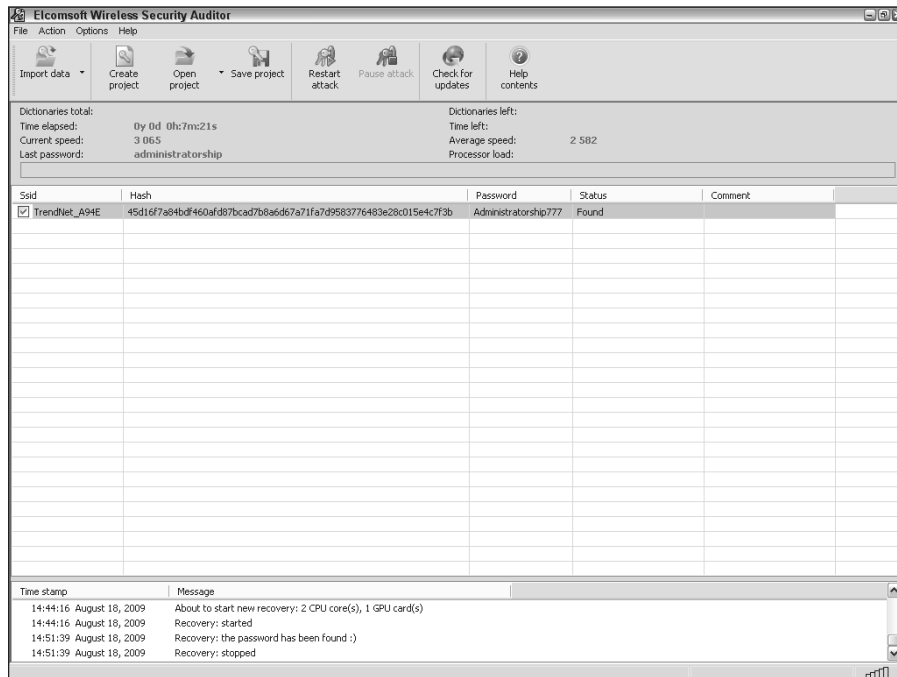 Elcomsoft Wireless Security Auditor
File Action Options Help
Import data
Create project
Open project
Save project
Restart attack
Pause attack
Check for updates
Help contents
Dictionaries total:
Dictionaries left:
Time elapsed: 0y 0d 0h:7m:21s
Time left:
Current speed: 3 065
Average speed: 2 582
Last password: administratorship
Processor load:
Ssid Hash Password Status Comment
TrendNet_A94E 45d16f7a84bdf460afd87bcad7b8a6d67a71fa7d9583776483e28c015e4c7f3b Administratorship777 Found
Time stamp Message
14:44:16 August 18, 2009 About to start new recovery: 2 CPU core(s), 1 GPU card(s)
14:44:16 August 18, 2009 Recovery: started
14:51:39 August 18, 2009 Recovery: the password has been found :)
14:51:39 August 18, 2009 Recovery: stopped